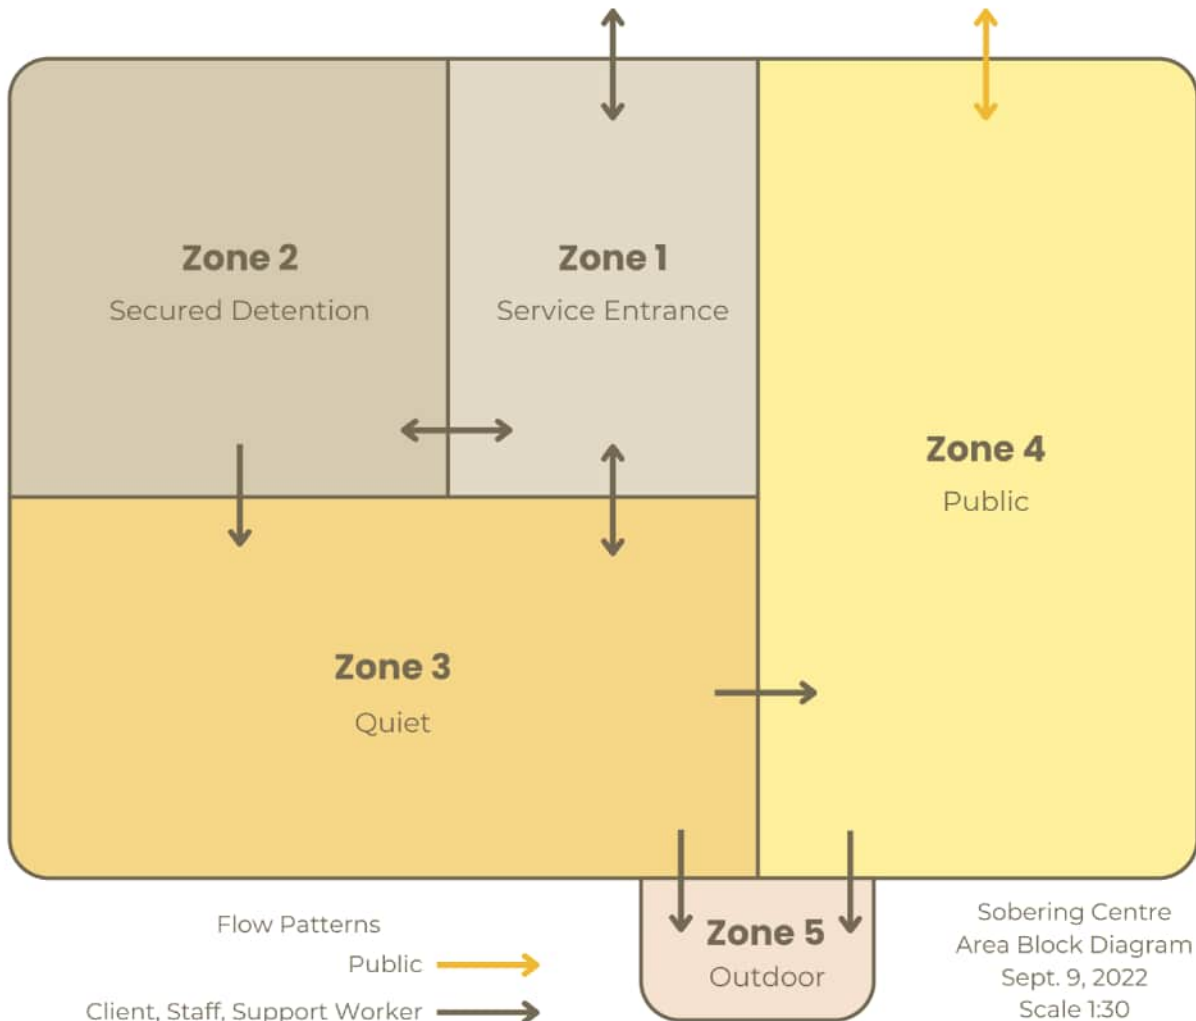 Zone 2
Secured Detention
Zone 1
Service Entrance
Zone 4
Public
Zone 3
Quiet
Zone 5
Outdoor
Flow Patterns
Public
Client, Staff, Support Worker
Sobering Centre
Area Block Diagram
Sept. 9, 2022
Scale 1:30